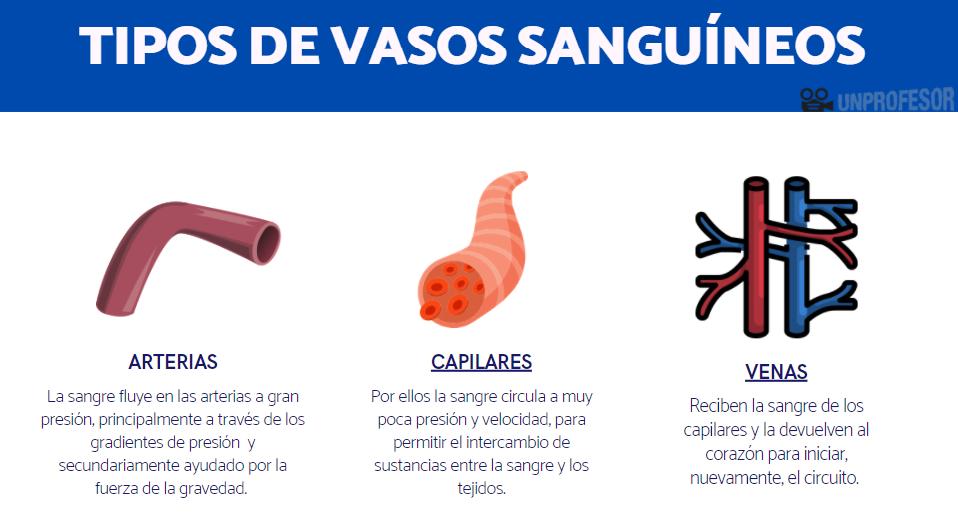 TIPOS DE VASOS SANGUÍNEOS
UNPROFESOR
ARTERIAS
La sangre fluye en las arterias a gran
presión, principalmente a través de los
gradientes de presión y
secundariamente ayudado por la
fuerza de la gravedad.
CAPILARES
Por ellos la sangre circula a muy
poca presión y velocidad, para
permitir el intercambio de
sustancias entre la sangre y los
tejidos.
VENAS
Reciben la sangre de los
capilares y la devuelven al
corazón para iniciar,
nuevamente, el circuito.